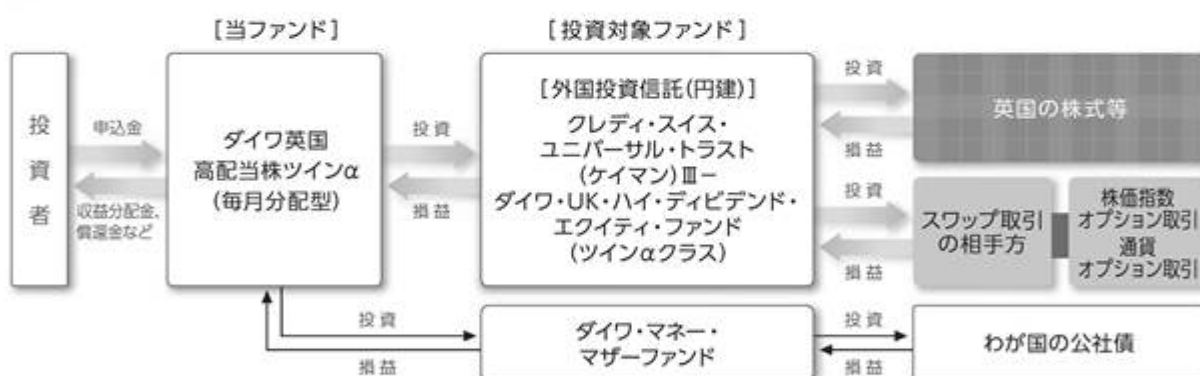 [当ファンド]
[投資対象ファンド]
投資者
申込金
収益分配金、
償還金など
ダイワ英国
高配当株ツインα
(毎月分配型)
投資
損益
[外国投資信託(円建)]
クレディ・スイス・
ユニバーサル・トラスト
(ケイマン)Ⅲ－
ダイワ・UK・ハイ・ディビデンド・
エクイティ・ファンド
(ツインαクラス)
投資
損益
英国の株式等
投資
損益
スワップ取引
の相手方
株価指数
オプション取引
通貨
オプション取引
投資
損益
ダイワ・マネー・
マザーファンド
投資
損益
わが国の公社債